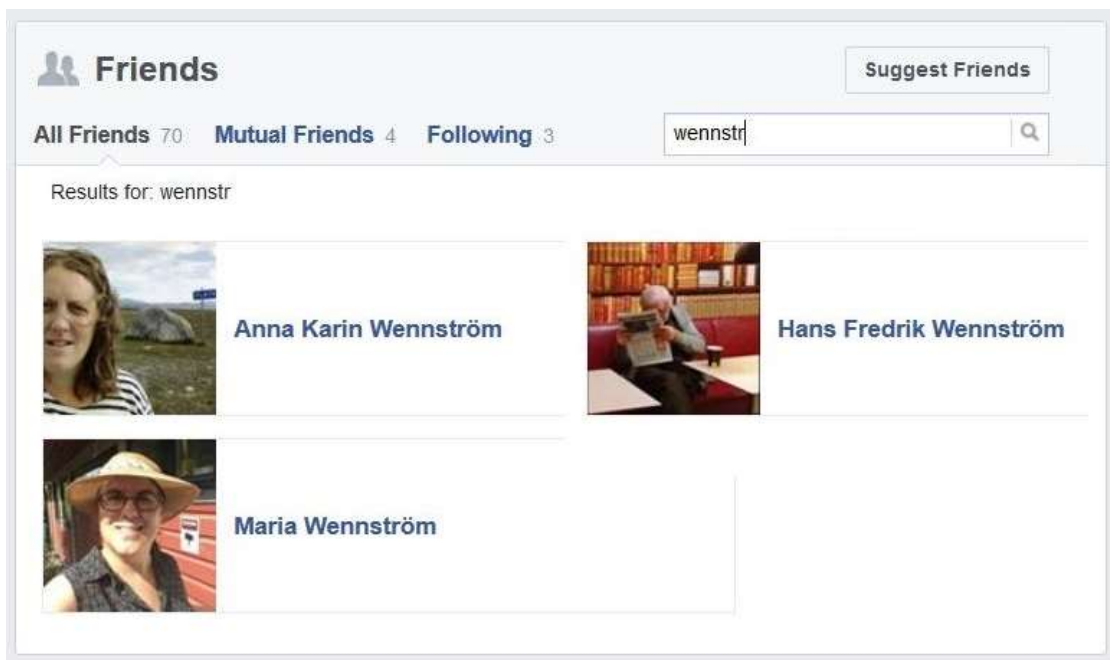 Friends
Suggest Friends
All Friends 70 Mutual Friends 4 Following 3
wennstr
Results for: wennstr
Anna Karin Wennström
Hans Fredrik Wennström
Maria Wennström